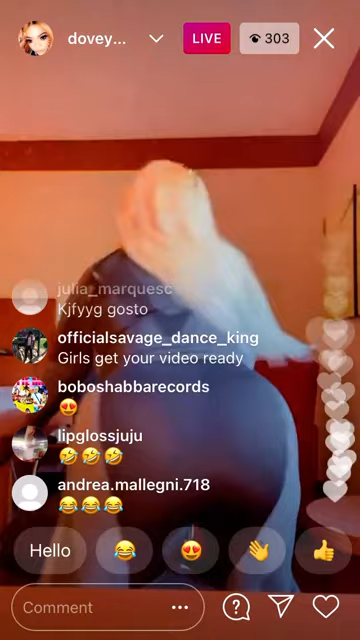 dovey...
LIVE
303
julia_marquesc
Kjfyyg gosto
officialsavage_dance_king
Girls get your video ready
boboshabbarecords
😍
lipglossjuju
🤣🤣🤣
andrea.mallegni.718
😂😂😂
Hello 😂 😍 👋 👍
Comment